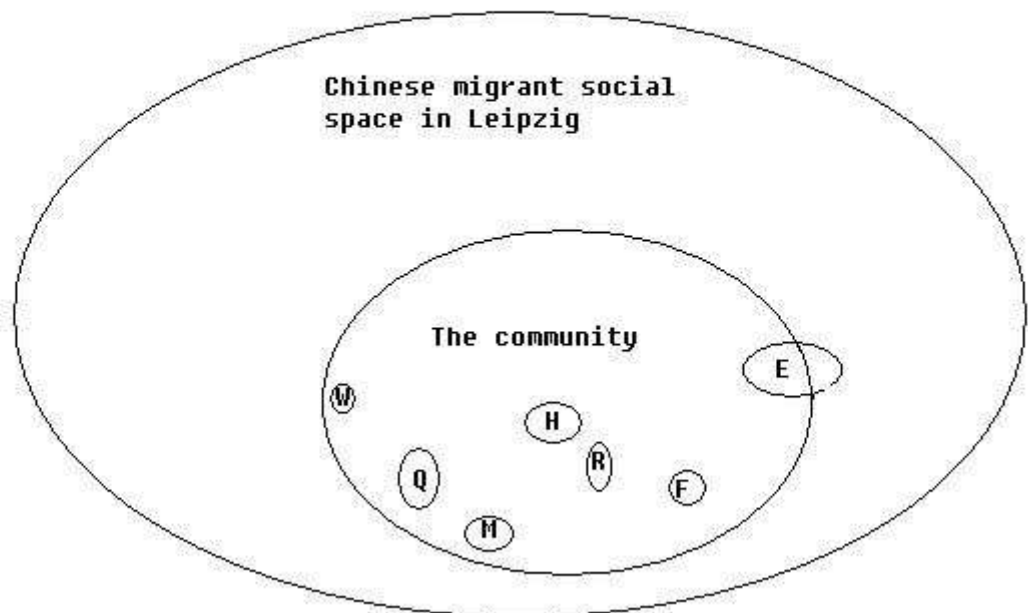 Chinese migrant social
space in Leipzig
The community
E
W
H
R
Q
F
M